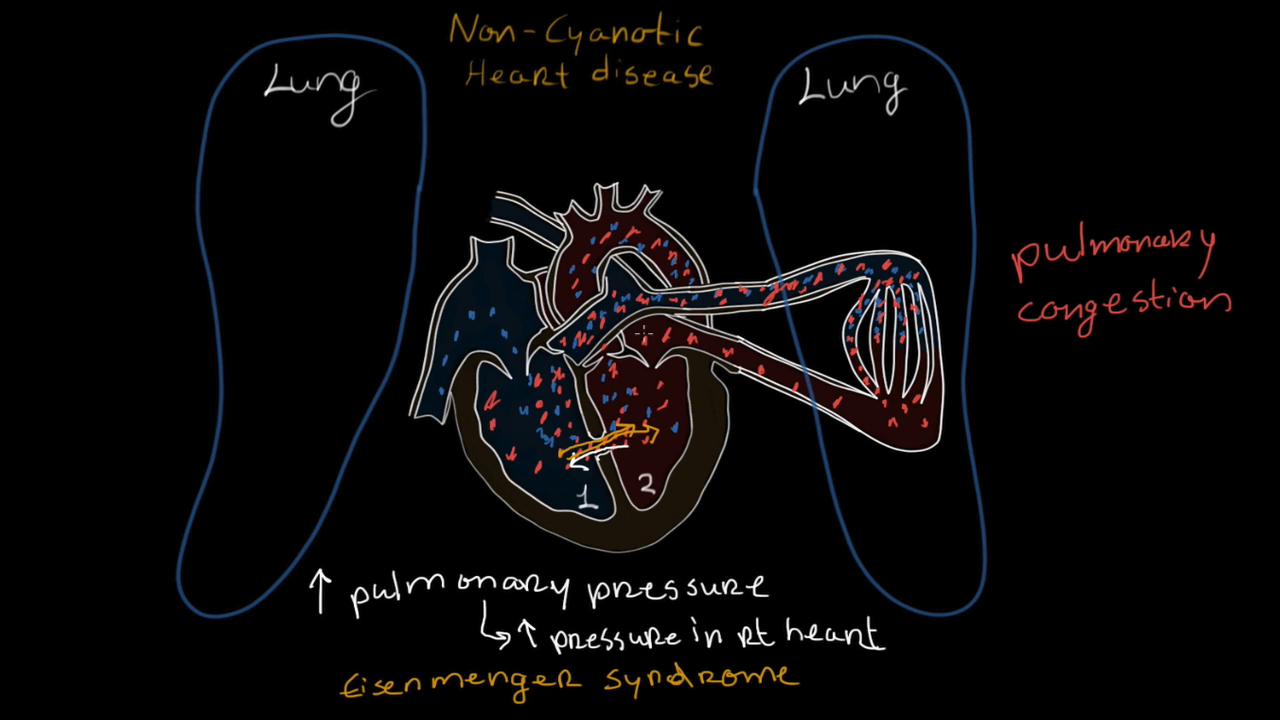 Non-Cyanotic
Heart disease
Lung
Lung
pulmonary
congestion
1
2
↑ pulmonary pressure
↳ ↑ pressure in rt heart
Eisenmenger syndrome